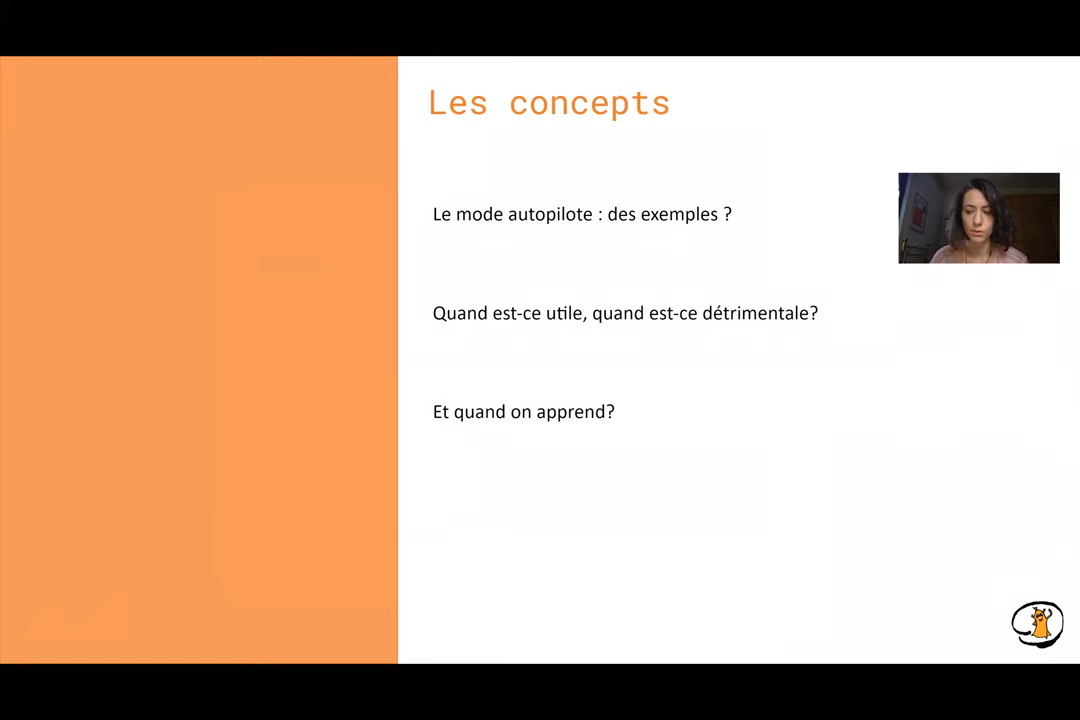 Les concepts
Le mode autopilote : des exemples ?
Quand est-ce utile, quand est-ce détrimentale?
Et quand on apprend?